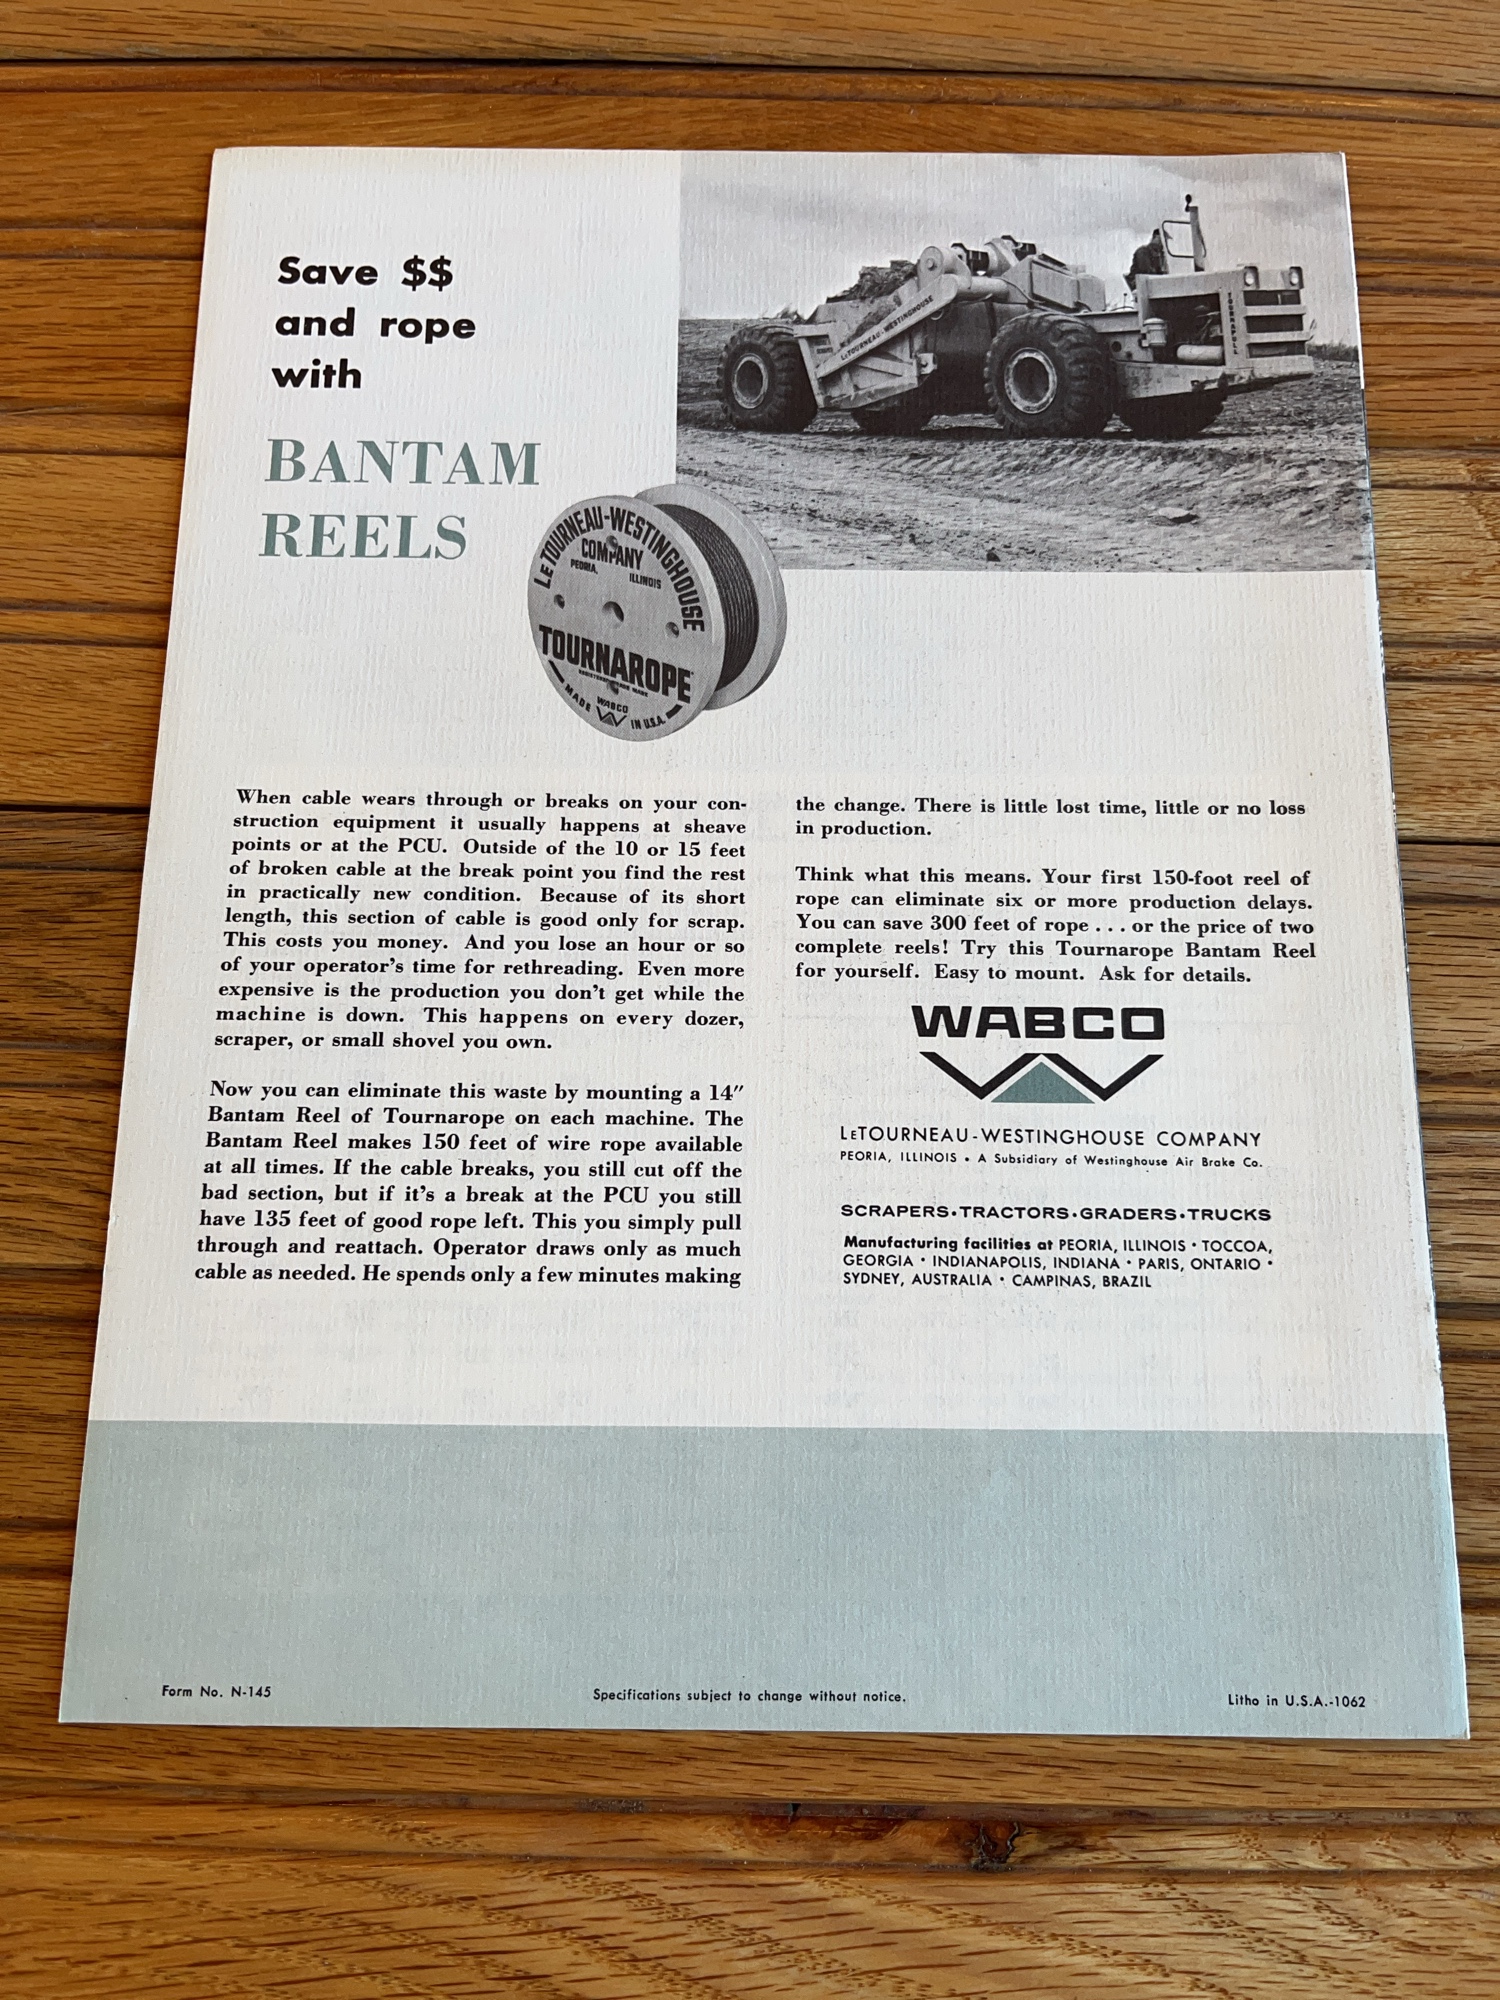 Save $$
and rope
with
BANTAM
REELS
LETOURNEAU-WESTINGHOUSE
TOURNAPULL
LETOURNEAU-WESTINGHOUSE
COMPANY
PEORIA, ILLINOIS
TOURNAROPE
REGISTERED TRADE MARK
WABCO
MADE IN U.S.A.
When cable wears through or breaks on your con-
struction equipment it usually happens at sheave
points or at the PCU. Outside of the 10 or 15 feet
of broken cable at the break point you find the rest
in practically new condition. Because of its short
length, this section of cable is good only for scrap.
This costs you money. And you lose an hour or so
of your operator's time for rethreading. Even more
expensive is the production you don't get while the
machine is down. This happens on every dozer,
scraper, or small shovel you own.
Now you can eliminate this waste by mounting a 14″
Bantam Reel of Tournarope on each machine. The
Bantam Reel makes 150 feet of wire rope available
at all times. If the cable breaks, you still cut off the
bad section, but if it's a break at the PCU you still
have 135 feet of good rope left. This you simply pull
through and reattach. Operator draws only as much
cable as needed. He spends only a few minutes making
the change. There is little lost time, little or no loss
in production.
Think what this means. Your first 150-foot reel of
rope can eliminate six or more production delays.
You can save 300 feet of rope . . . or the price of two
complete reels! Try this Tournarope Bantam Reel
for yourself. Easy to mount. Ask for details.
WABCO
LETOURNEAU-WESTINGHOUSE COMPANY
PEORIA, ILLINOIS • A Subsidiary of Westinghouse Air Brake Co.
SCRAPERS•TRACTORS•GRADERS•TRUCKS
Manufacturing facilities at PEORIA, ILLINOIS • TOCCOA,
GEORGIA • INDIANAPOLIS, INDIANA • PARIS, ONTARIO •
SYDNEY, AUSTRALIA • CAMPINAS, BRAZIL
Form No. N-145
Specifications subject to change without notice.
Litho in U.S.A.-1062